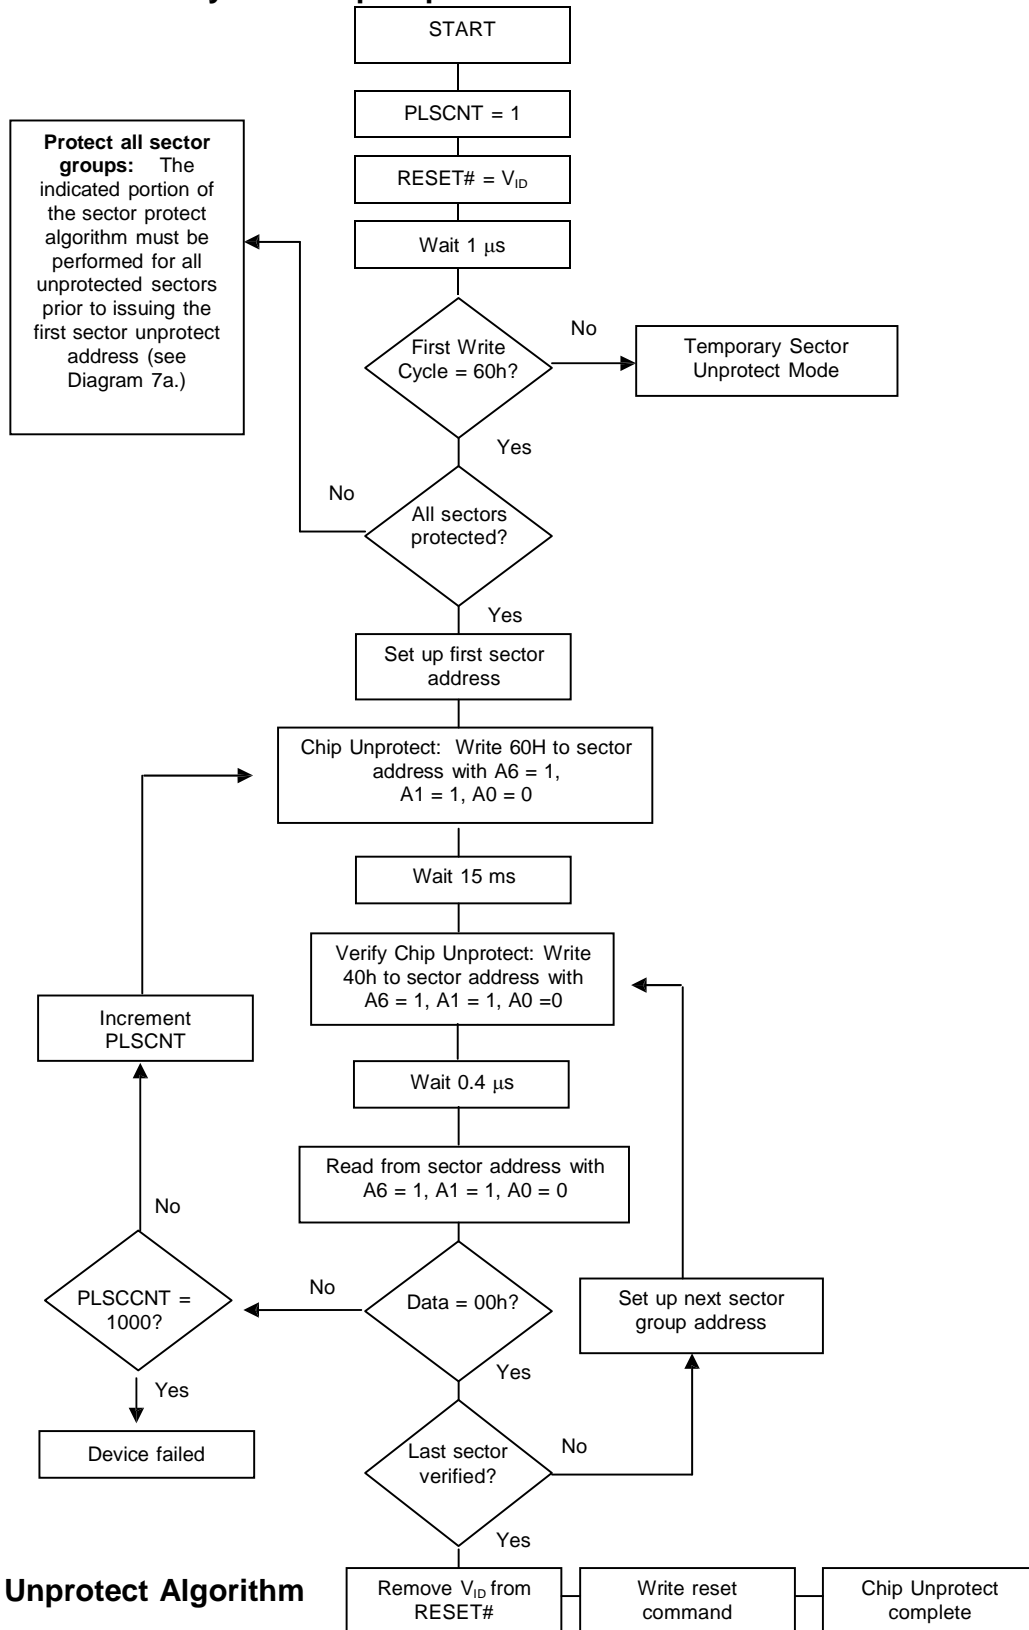 START
PLSCNT = 1
RESET# = VID
Wait 1 μs
Protect all sector
groups: The
indicated portion of
the sector protect
algorithm must be
performed for all
unprotected sectors
prior to issuing the
first sector unprotect
address (see
Diagram 7a.)
First Write
Cycle = 60h?
No
Temporary Sector
Unprotect Mode
Yes
All sectors
protected?
No
Yes
Set up first sector
address
Chip Unprotect: Write 60H to sector
address with A6 = 1,
A1 = 1, A0 = 0
Wait 15 ms
Verify Chip Unprotect: Write
40h to sector address with
A6 = 1, A1 = 1, A0 =0
Increment
PLSCNT
Wait 0.4 μs
Read from sector address with
A6 = 1, A1 = 1, A0 = 0
No
PLSCCNT =
1000?
No
Data = 00h?
Set up next sector
group address
Yes
Yes
Device failed
Last sector
verified?
No
Yes
Unprotect Algorithm
Remove VID from
RESET#
Write reset
command
Chip Unprotect
complete